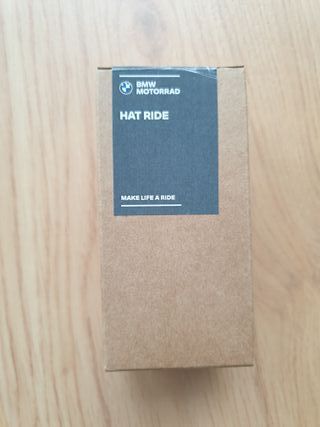 BMW
MOTORRAD
HAT RIDE
MAKE LIFE A RIDE